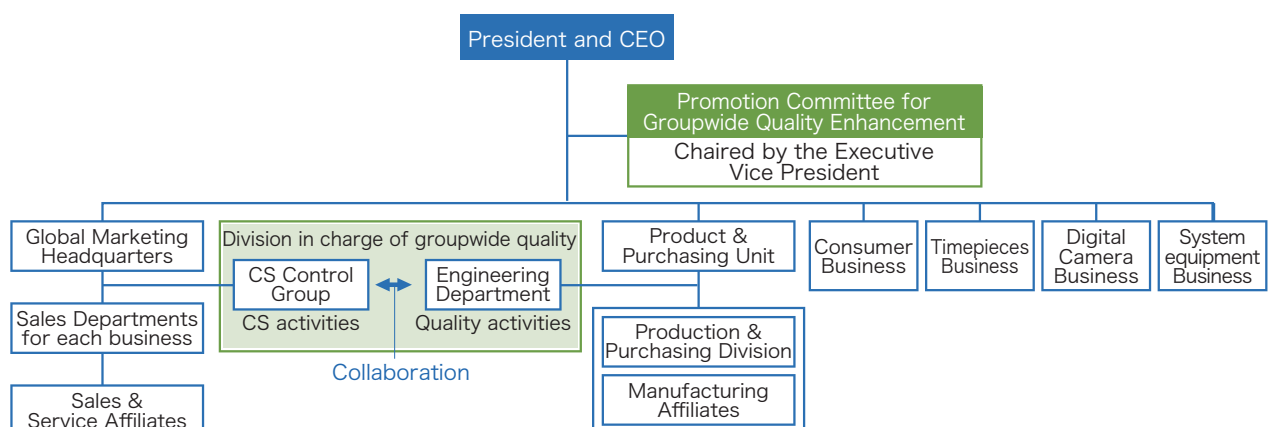 President and CEO
Promotion Committee for
Groupwide Quality Enhancement
Chaired by the Executive
Vice President
Global Marketing
Headquarters
Division in charge of groupwide quality
CS Control
Group
CS activities
Engineering
Department
Quality activities
Collaboration
Product &
Purchasing Unit
Consumer
Business
Timepieces
Business
Digital
Camera
Business
System
equipment
Business
Sales Departments
for each business
Production &
Purchasing Division
Manufacturing
Affiliates
Sales &
Service Affiliates